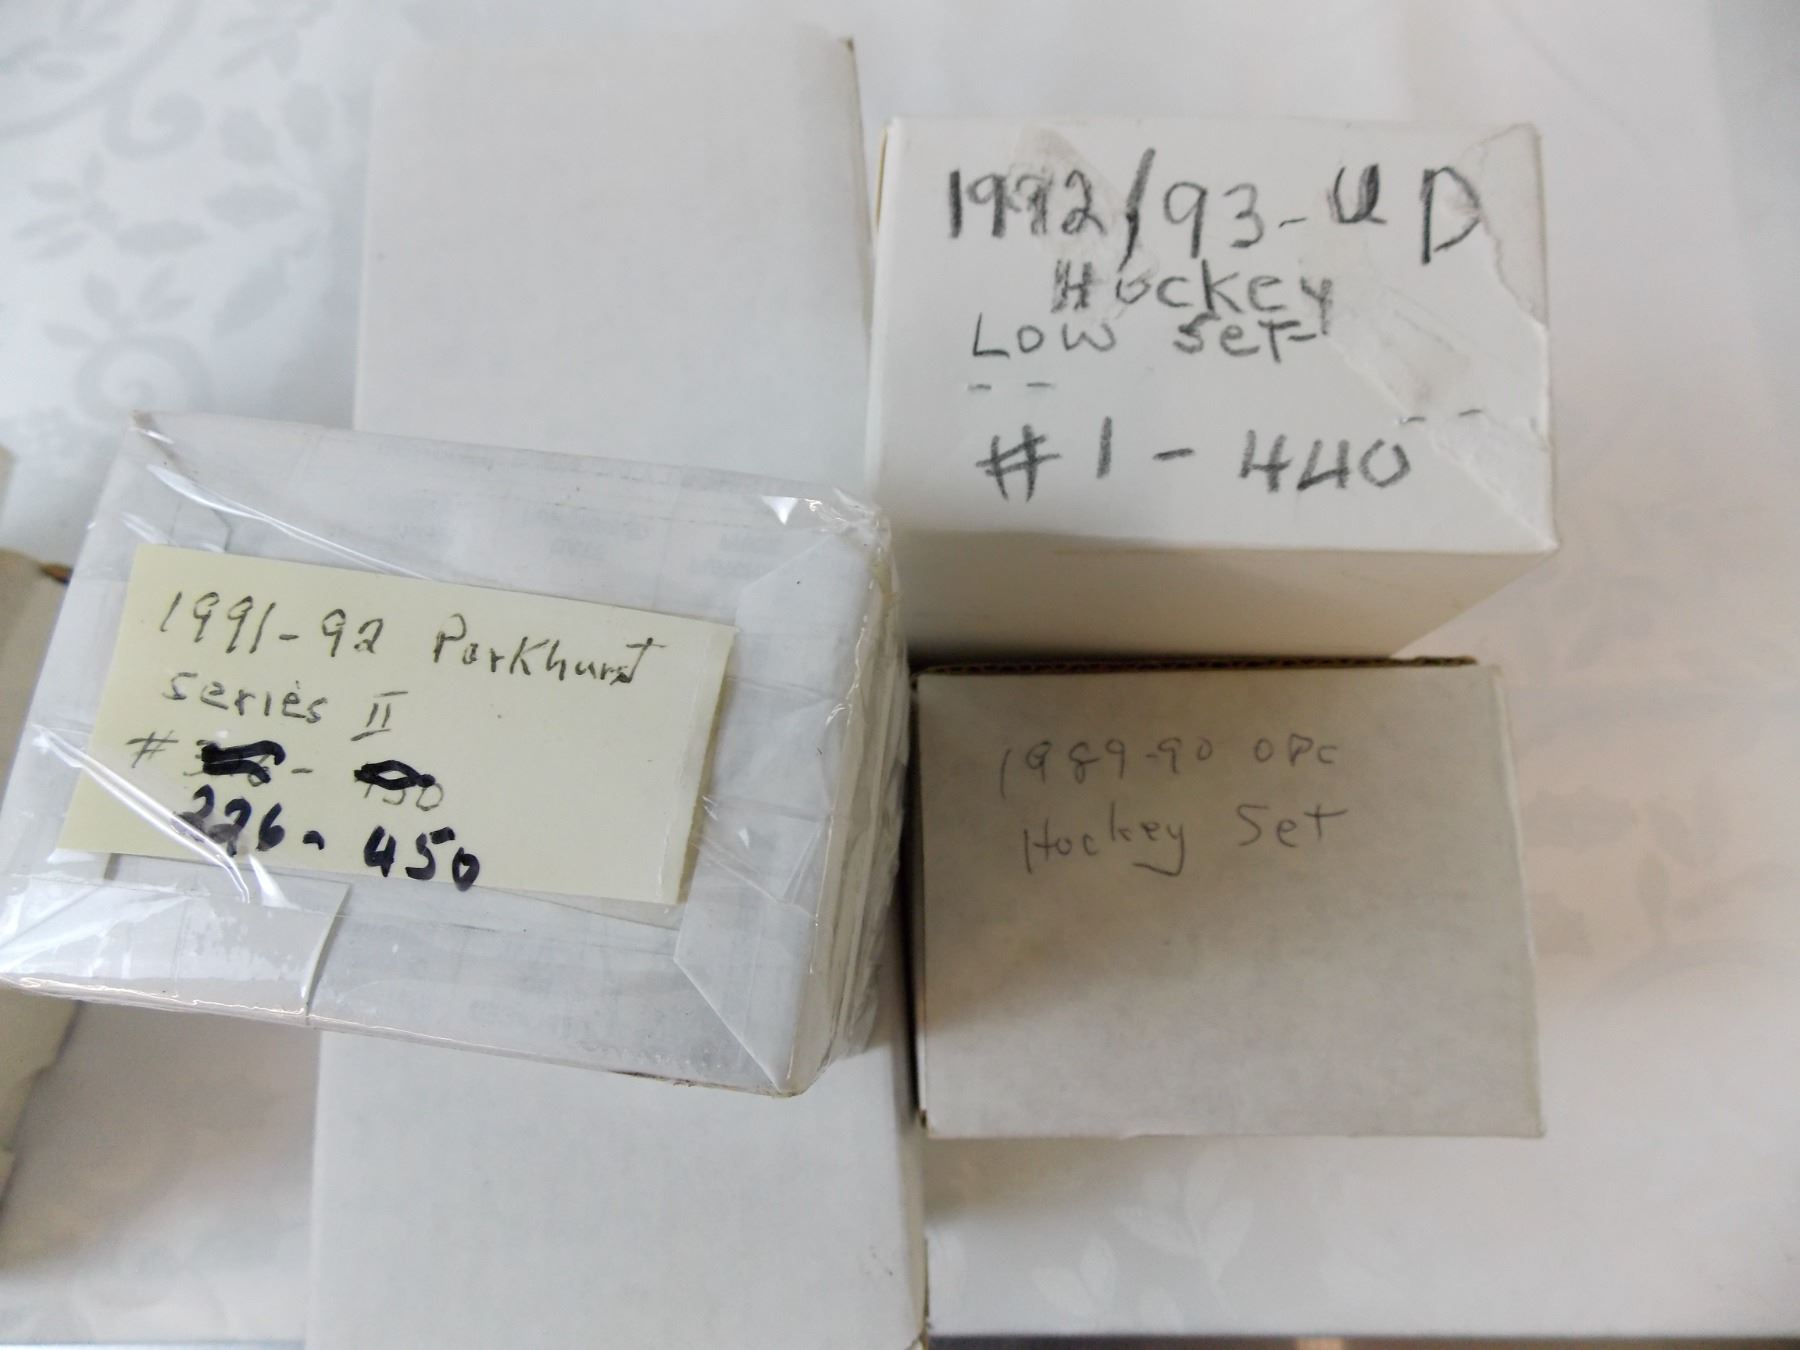 1992/93-UD
Hockey
Low Set
#1-440
1991-92 Parkhurst
series II
#
226-450
1989-90 OPC
Hockey Set